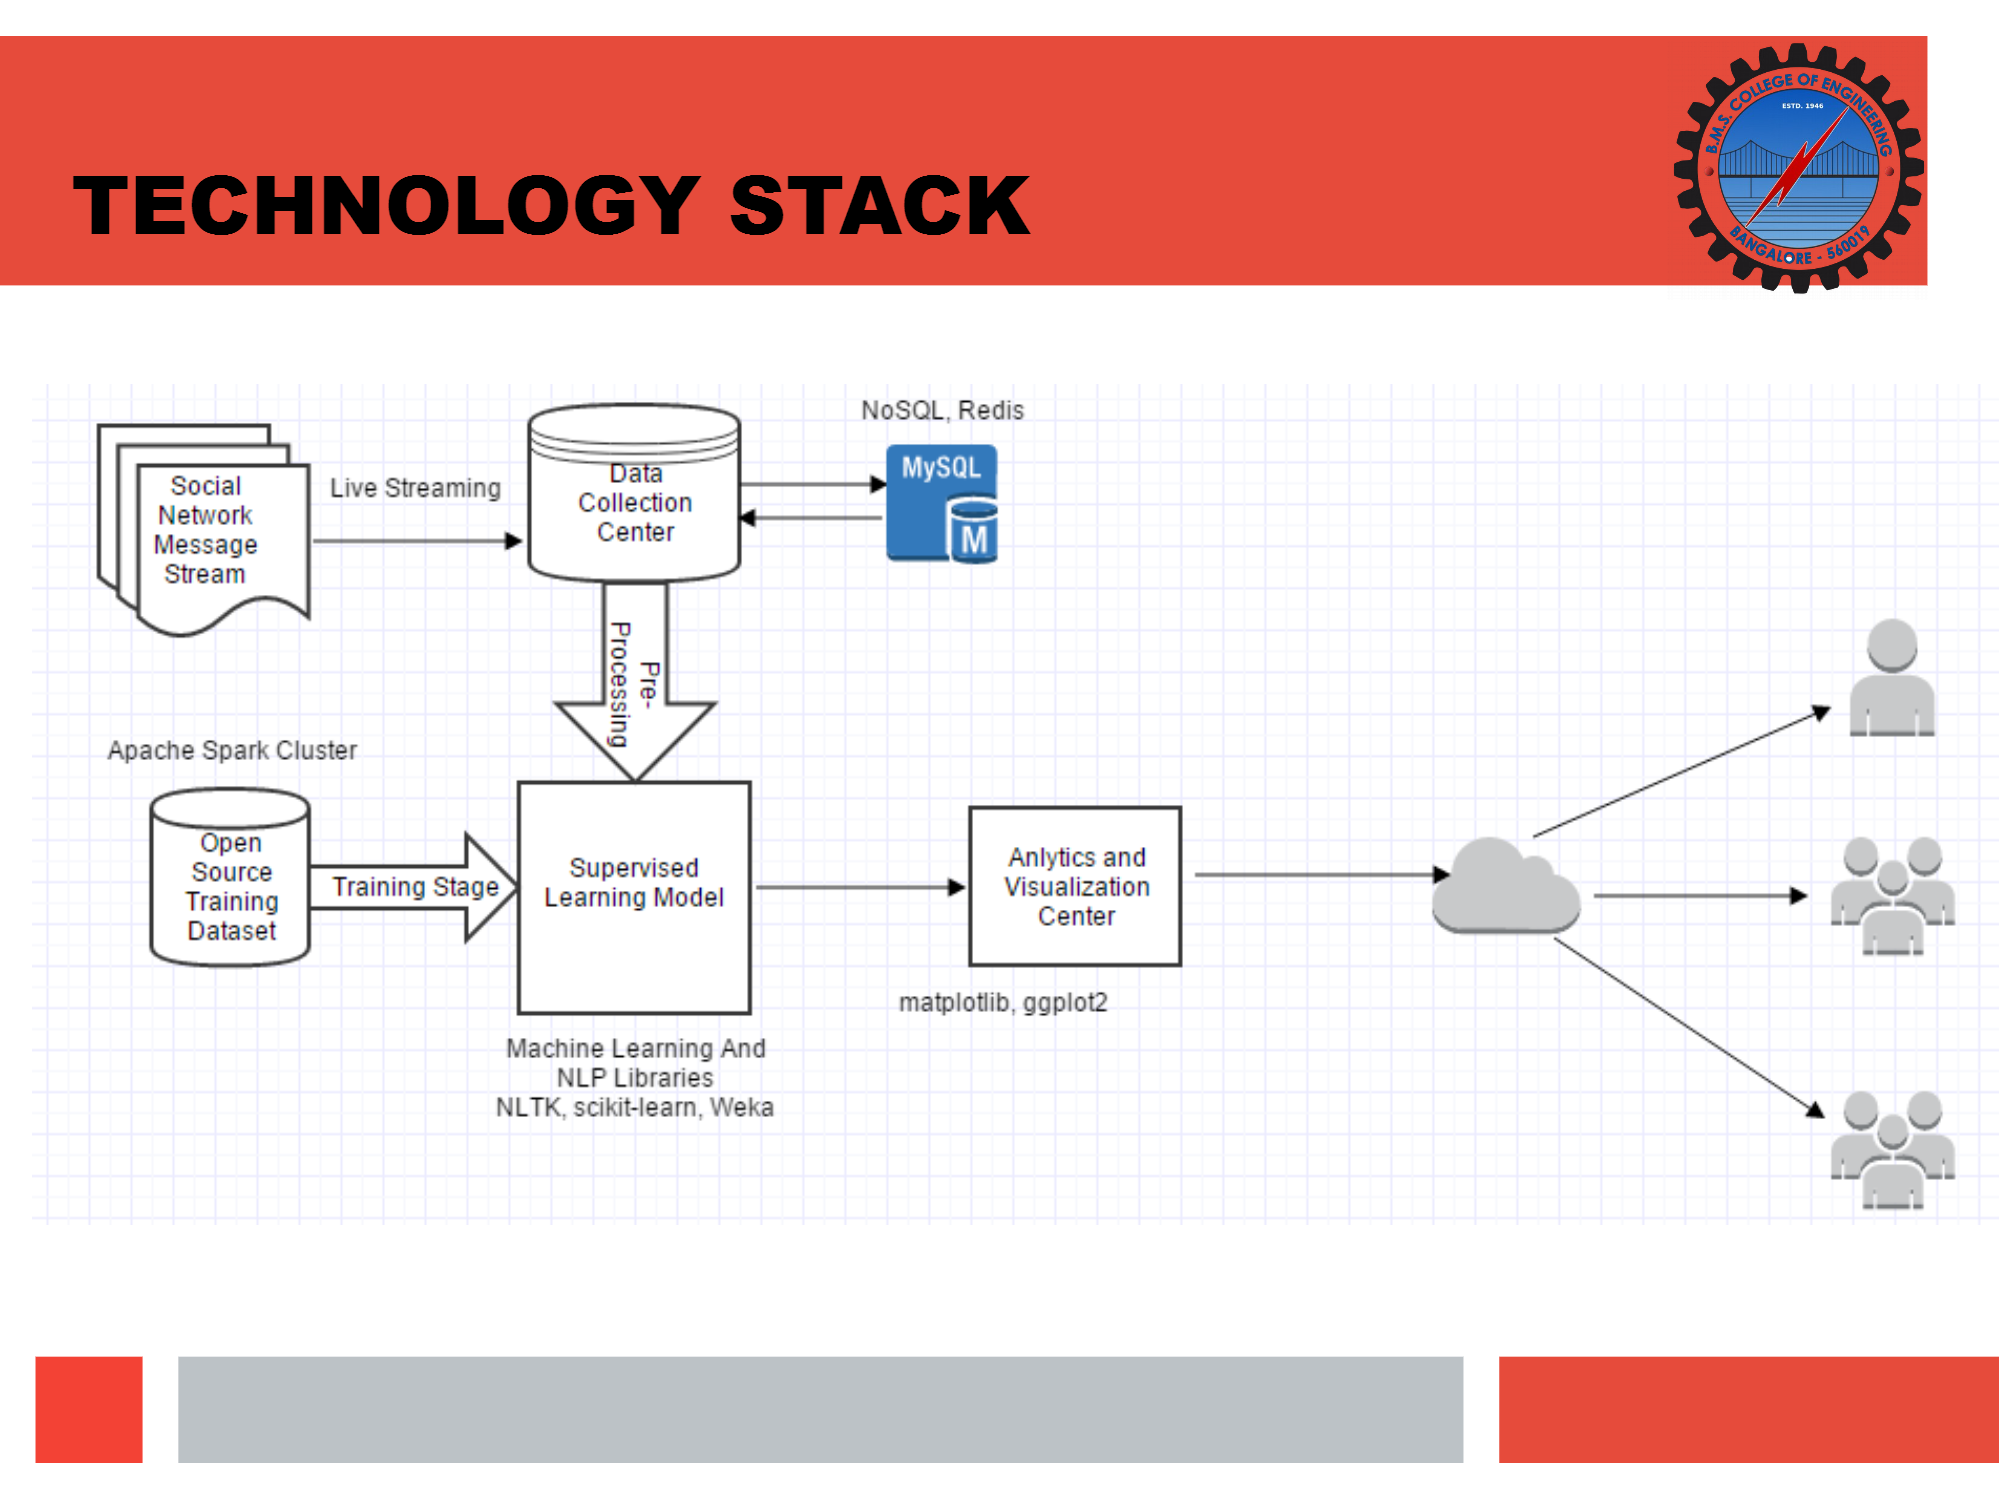 TECHNOLOGY STACK
B.M.S. COLLEGE OF ENGINEERING
ESTD. 1946
BANGALORE - 560019
NoSQL, Redis
MySQL
M
Social
Network
Message
Stream
Live Streaming
Data
Collection
Center
Pre-
Processing
Apache Spark Cluster
Open
Source
Training
Dataset
Training Stage
Supervised
Learning Model
Anlytics and
Visualization
Center
matplotlib, ggplot2
Machine Learning And
NLP Libraries
NLTK, scikit-learn, Weka